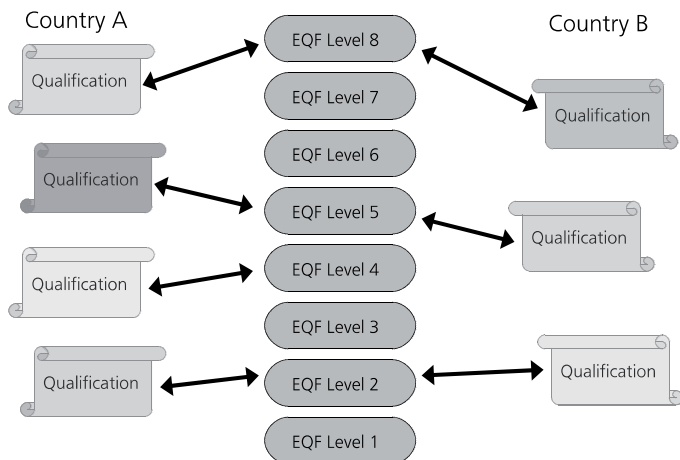 Country A
Country B
EQF Level 8
Qualification
EQF Level 7
Qualification
EQF Level 6
Qualification
EQF Level 5
Qualification
EQF Level 4
Qualification
EQF Level 3
Qualification
EQF Level 2
Qualification
EQF Level 1